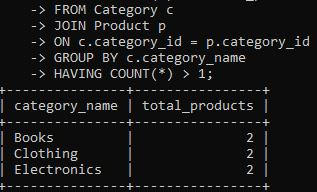 -> FROM Category c
-> JOIN Product p
-> ON c.category_id = p.category_id
-> GROUP BY c.category_name
-> HAVING COUNT(*) > 1;
+---------------+----------------+
| category_name | total_products |
+---------------+----------------+
| Books | 2 |
| Clothing | 2 |
| Electronics | 2 |
+---------------+----------------+